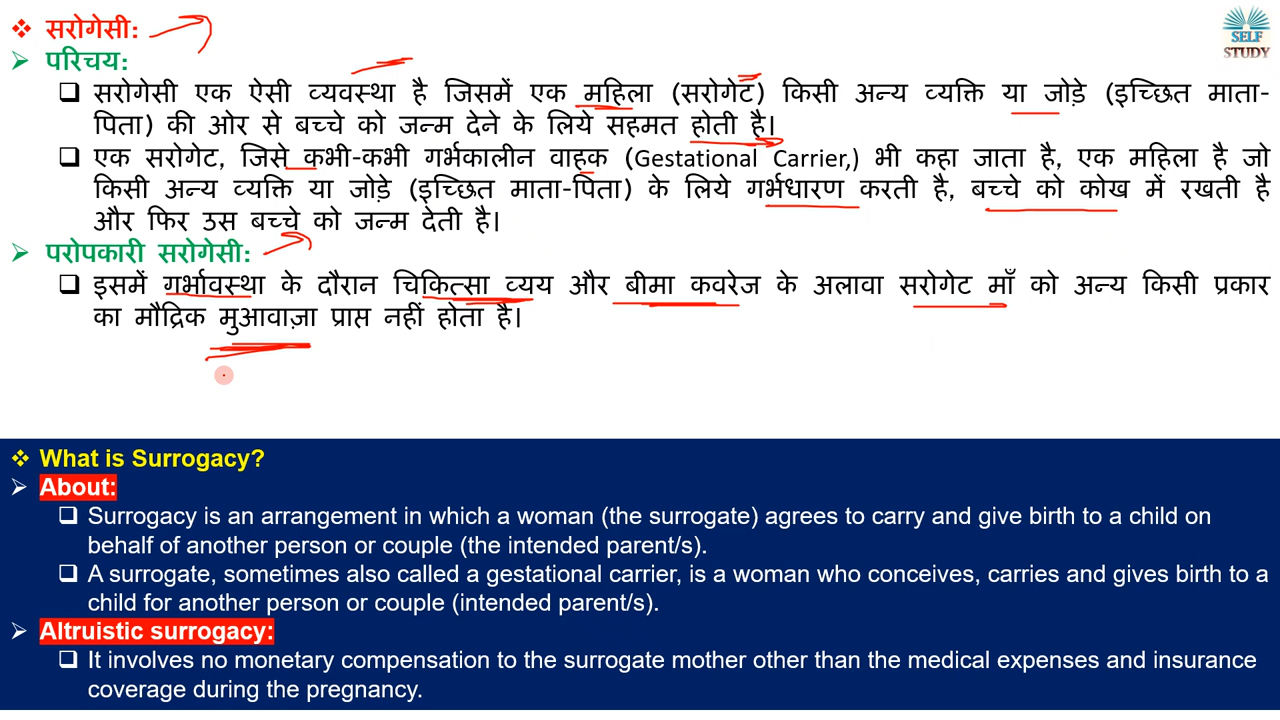 ❖ सरोगेसी:
SELF
STUDY
➢ परिचय:
❑ सरोगेसी एक ऐसी व्यवस्था है जिसमें एक महिला (सरोगेट) किसी अन्य व्यक्ति या जोड़े (इच्छित माता-
पिता) की ओर से बच्चे को जन्म देने के लिये सहमत होती है।
❑ एक सरोगेट, जिसे कभी-कभी गर्भकालीन वाहक (Gestational Carrier,) भी कहा जाता है, एक महिला है जो
किसी अन्य व्यक्ति या जोड़े (इच्छित माता-पिता) के लिये गर्भधारण करती है, बच्चे को कोख में रखती है
और फिर उस बच्चे को जन्म देती है।
➢ परोपकारी सरोगेसी:
❑ इसमें गर्भावस्था के दौरान चिकित्सा व्यय और बीमा कवरेज के अलावा सरोगेट माँ को अन्य किसी प्रकार
का मौद्रिक मुआवाज़ा प्राप्त नहीं होता है।
❖ What is Surrogacy?
➢ About:
❑ Surrogacy is an arrangement in which a woman (the surrogate) agrees to carry and give birth to a child on
behalf of another person or couple (the intended parent/s).
❑ A surrogate, sometimes also called a gestational carrier, is a woman who conceives, carries and gives birth to a
child for another person or couple (intended parent/s).
➢ Altruistic surrogacy:
❑ It involves no monetary compensation to the surrogate mother other than the medical expenses and insurance
coverage during the pregnancy.